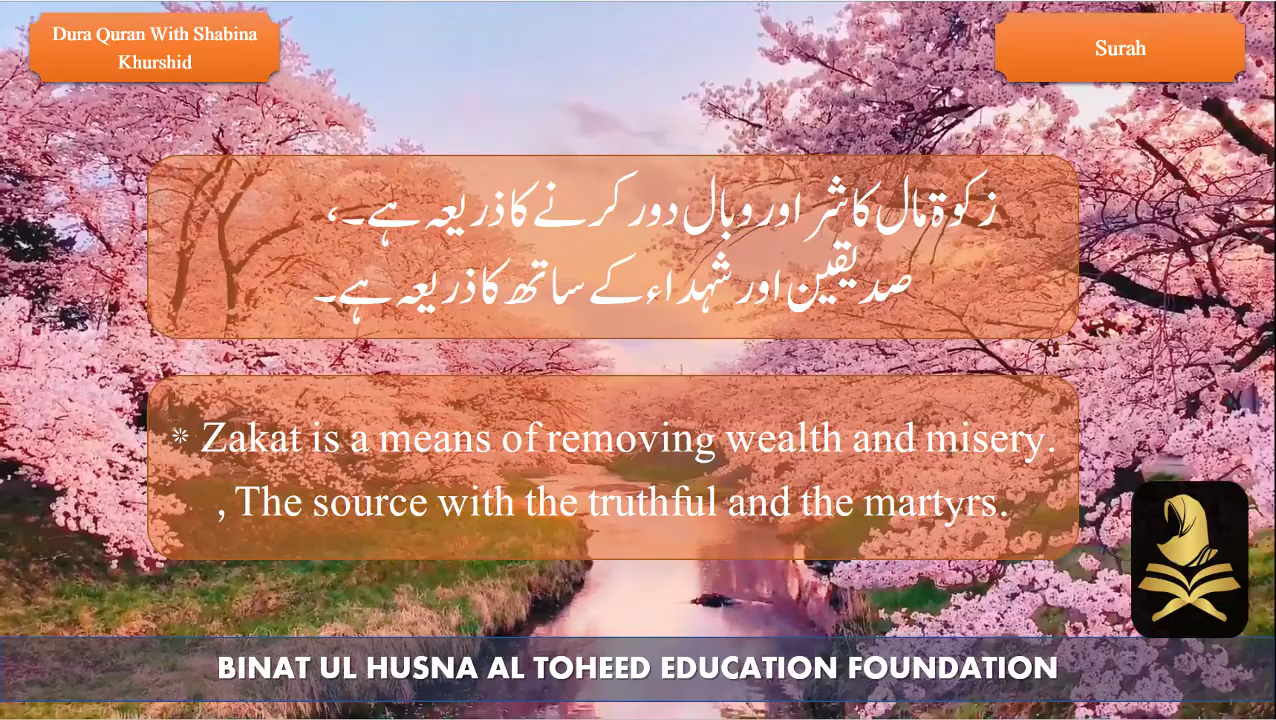 Dura Quran With Shabina
Khurshid
Surah
زکوۃ مال کا شر اور وبال دور کرنے کا ذریعہ ہے۔،
صدیقین اور شہداء کے ساتھ کا ذریعہ ہے۔
* Zakat is a means of removing wealth and misery.
, The source with the truthful and the martyrs.
BINAT UL HUSNA AL TOHEED EDUCATION FOUNDATION